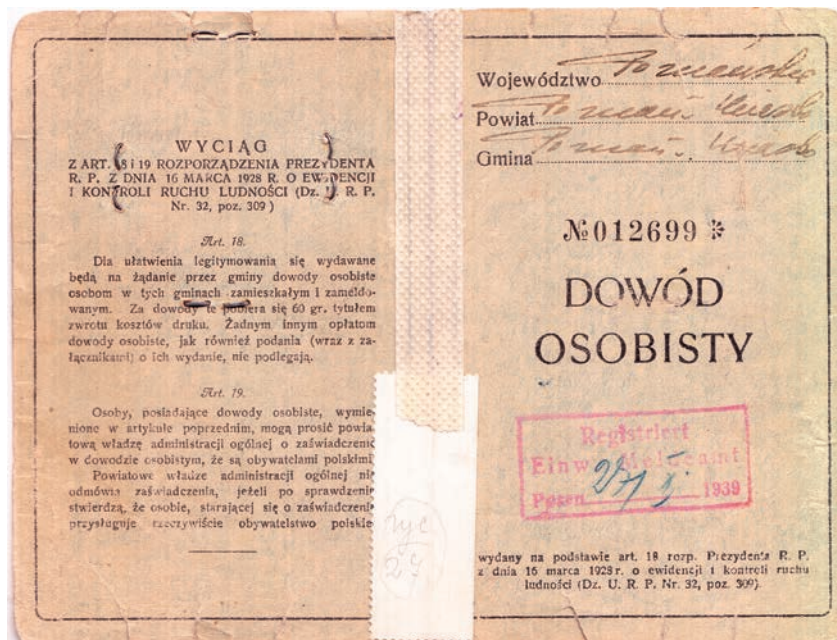 WYCIĄG
Z ART. 18 i 19 ROZPORZĄDZENIA PREZYDENTA
R. P. Z DNIA 16 MARCA 1928 R. O EWIDENCJI
I KONTROLI RUCHU LUDNOŚCI (Dz. U. R. P.
Nr. 32, poz. 309)
Art. 18.
Dla ułatwienia legitymowania się wydawane
będą na żądanie przez gminy dowody osobiste
osobom w tych gminach zamieszkałym i zameldo-
wanym. Za dowody te pobiera się 60 gr. tytułem
zwrotu kosztów druku. Żadnym innym opłatom
dowody osobiste, jak również podania (wraz z za-
łącznikami) o ich wydanie, nie podlegają.
Art. 19.
Osoby, posiadające dowody osobiste, wymie-
nione w artykule poprzednim, mogą prosić powia-
tową władzę administracji ogólnej o zaświadczenie
w dowodzie osobistym, że są obywatelami polskimi
Powiatowe władze administracji ogólnej nie
odmówią zaświadczenia, jeżeli po sprawdzeniu
stwierdzą, że osobie, starającej się o zaświadczenie
przysługuje rzeczywiście obywatelstwo polskie
ryc
27
Województwo Poznańskie
Powiat Poznań
Gmina Poznań
№ 012699 *
DOWÓD
OSOBISTY
Registriert
Einw. Meldeamt
Posen 1939
wydany na podstawie art. 18 rozp. Prezydenta R. P.
z dnia 16 marca 1928 r. o ewidencji i kontroli ruchu
ludności (Dz. U. R. P. Nr. 32, poz. 309).